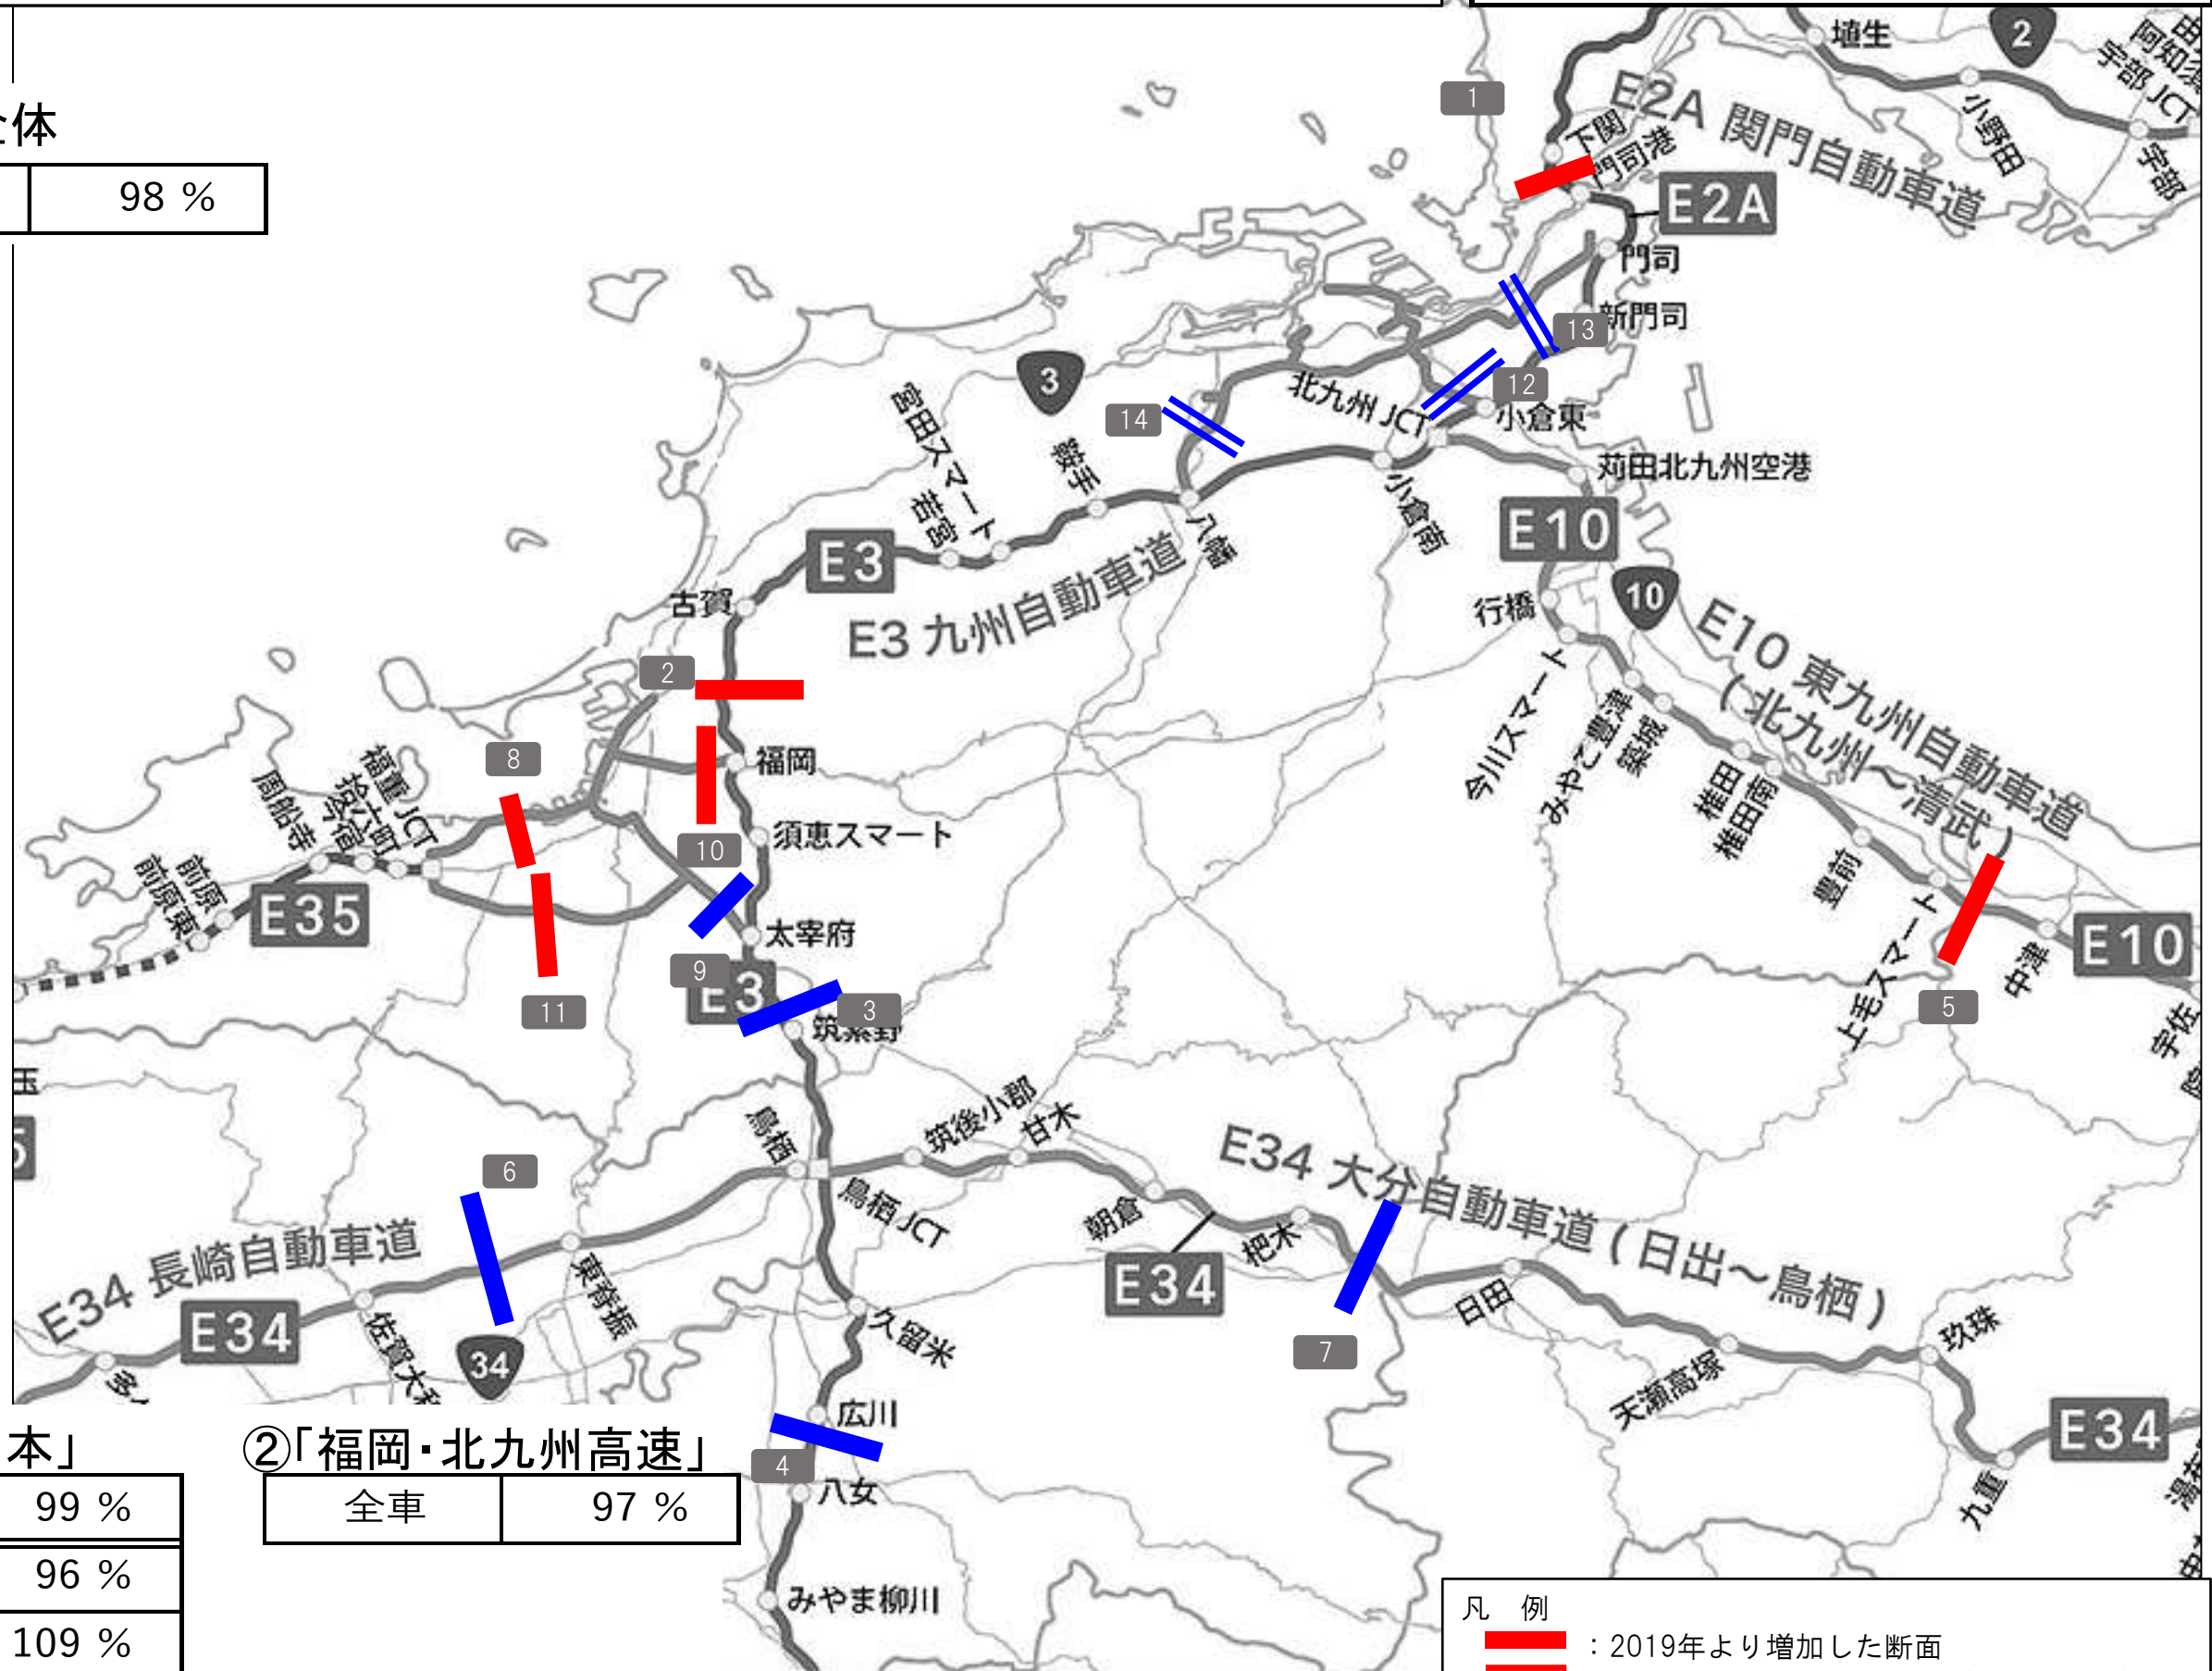 全体
98 %
1
2
埴生
宇部 JCT
小野田
宇部
E2A 関門自動車道
下関
門司港
E2A
門司
新門司
13
12
3
14
北九州 JCT
小倉東
宮田スマート
鞍手
若宮
苅田北九州空港
小倉南
八幡
E10
E3
E3 九州自動車道
古賀
行橋
10
E10 東九州自動車道
(北九州～清武)
2
今川スマート
みやこ豊津
築城
椎田
椎田南
豊前
上毛スマート
中津
E10
宇佐
5
8
福岡
福重 JCT
拾六町
今宿
周船寺
前原
前原東
須恵スマート
10
E35
太宰府
9
E3
3
筑紫野
11
鳥栖
筑後小郡
甘木
6
鳥栖 JCT
朝倉
杷木
E34 大分自動車道 (日出～鳥栖)
E34 長崎自動車道
E34
東脊振
佐賀大和
34
E34
7
日田
天瀬高塚
玖珠
久留米
E34
九重
広川
4
八女
みやま柳川
本」
99 %
96 %
109 %
②「福岡・北九州高速」
全車 97 %
凡 例
：2019年より増加した断面